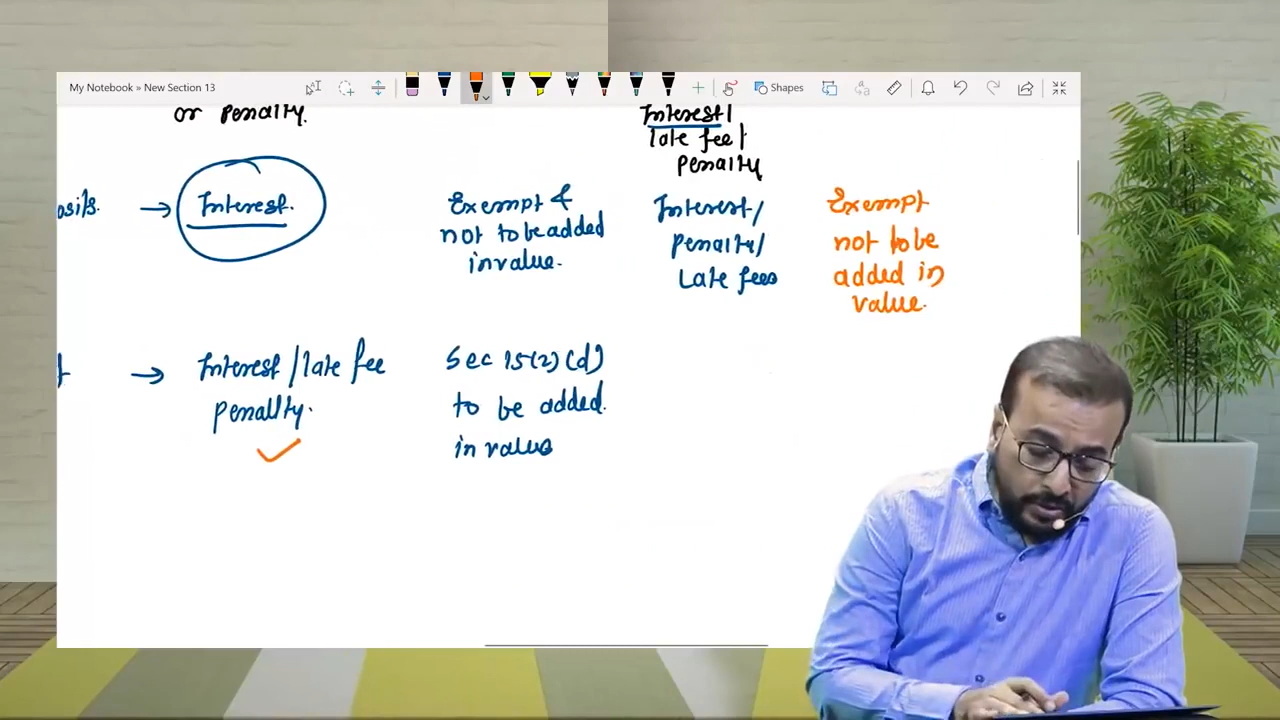 My Notebook » New Section 13
Shapes
or Penalty.
Interest/
late fee/
Penalty
osits. → Interest.
Exempt &
not to be added
in value.
Interest/
Penalty/
Late fees
Exempt
not to be
added in
value.
t → Interest/late fee
penalty.
Sec 15(2)(d)
to be added.
in value